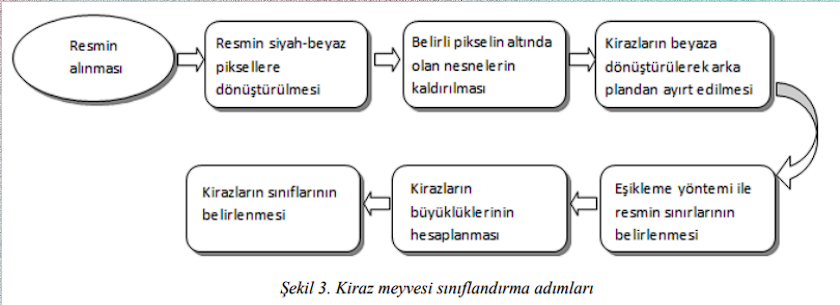 Resmin
alınması
Resmin siyah-beyaz
piksellere
dönüştürülmesi
Belirli pikselin altında
olan nesnelerin
kaldırılması
Kirazların beyaza
dönüştürülerek arka
plandan ayırt edilmesi
Eşikleme yöntemi ile
resmin sınırlarının
belirlenmesi
Kirazların
büyüklüklerinin
hesaplanması
Kirazların sınıflarının
belirlenmesi
Şekil 3. Kiraz meyvesi sınıflandırma adımları